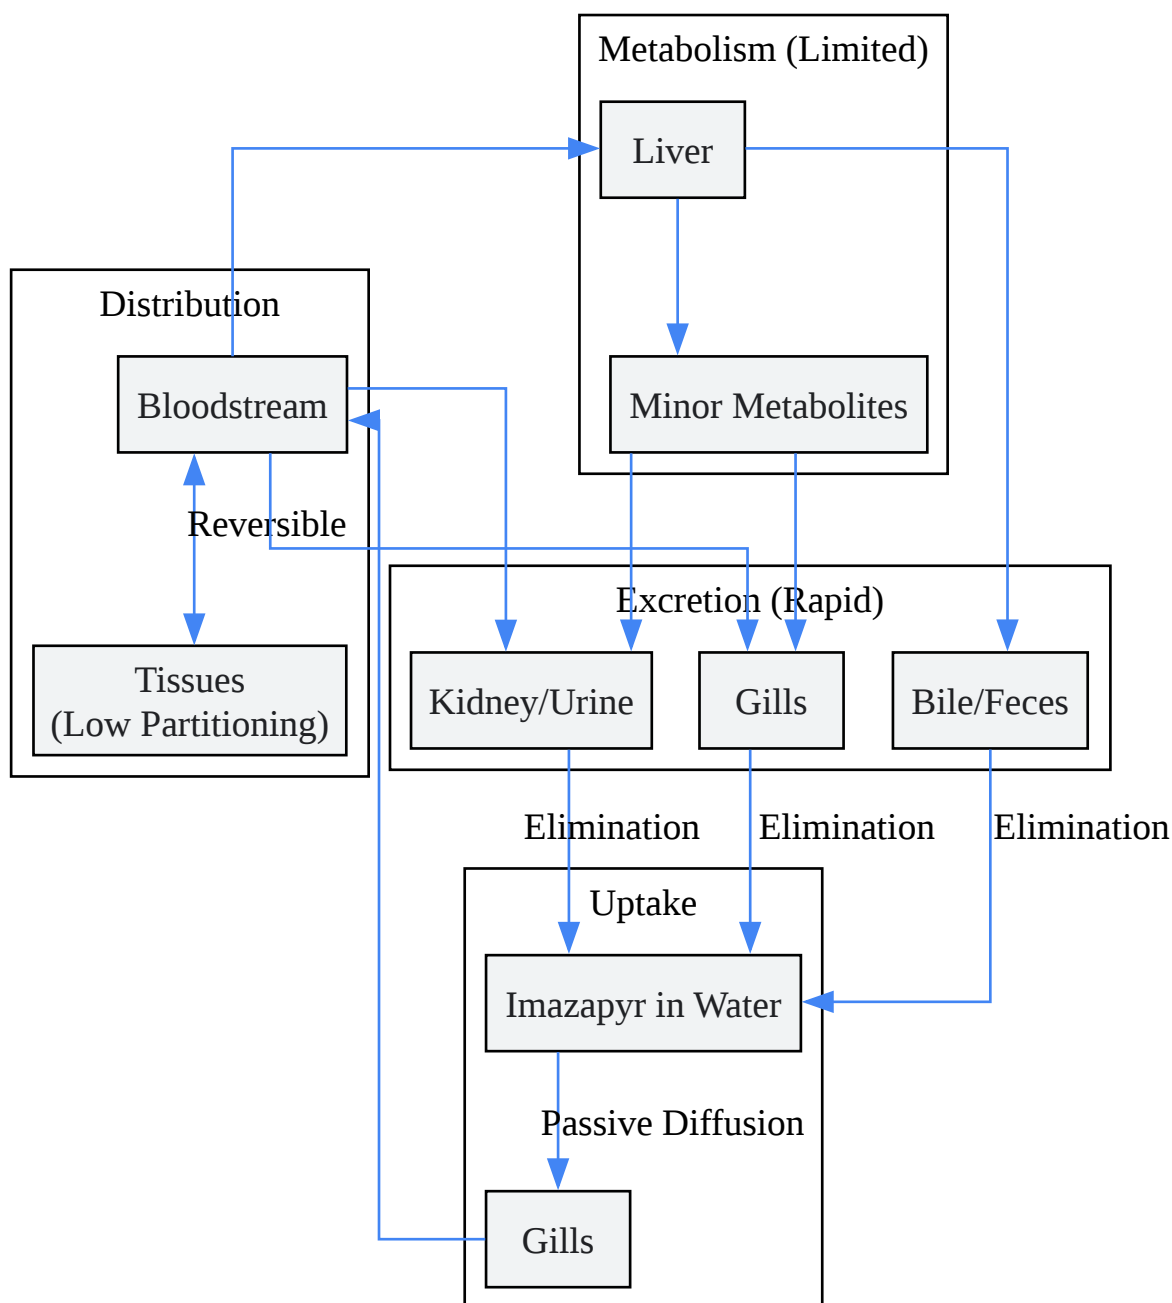 Metabolism (Limited)
Liver
Distribution
Bloodstream
Minor Metabolites
Reversible
Excretion (Rapid)
Tissues
(Low Partitioning)
Kidney/Urine
Gills
Bile/Feces
Elimination
Elimination
Elimination
Uptake
Imazapyr in Water
Passive Diffusion
Gills